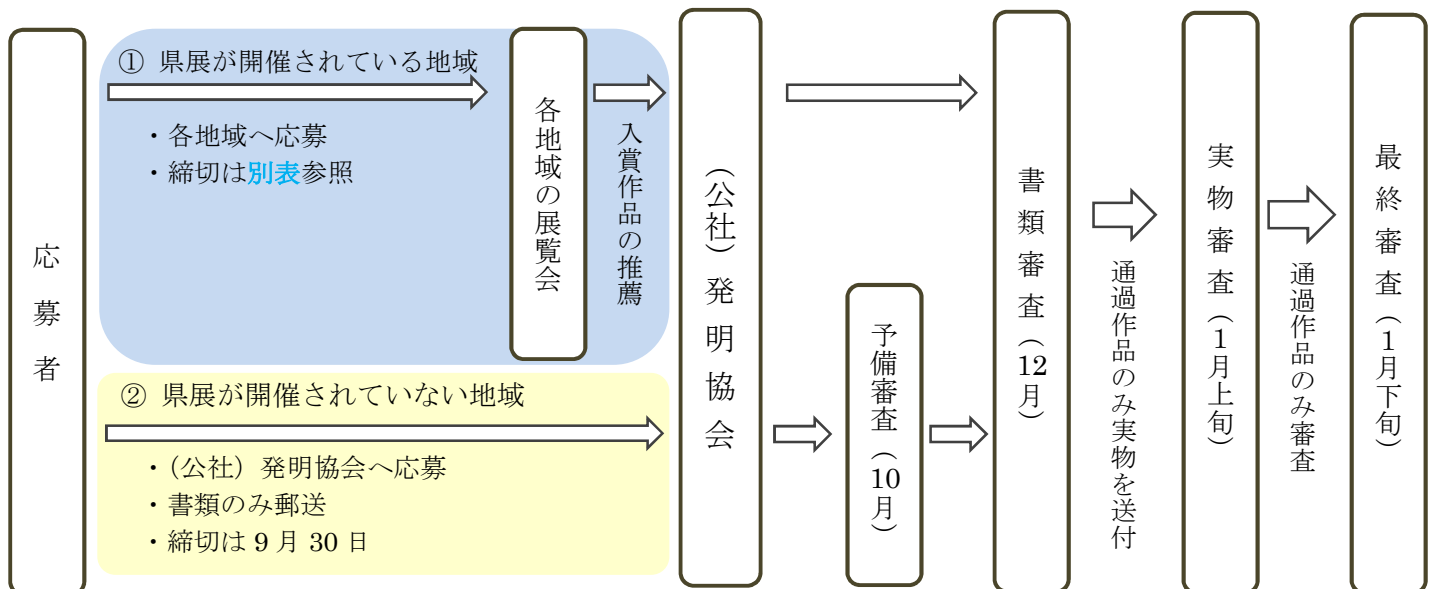 応募者
① 県展が開催されている地域
・各地域へ応募
・締切は別表参照
各地域の展覧会
入賞作品の推薦
② 県展が開催されていない地域
・(公社) 発明協会へ応募
・書類のみ郵送
・締切は 9 月 30 日
(公社)発明協会
予備審査(10月)
書類審査(12月)
通過作品のみ実物を送付
実物審査(1月上旬)
通過作品のみ審査
最終審査(1月下旬)